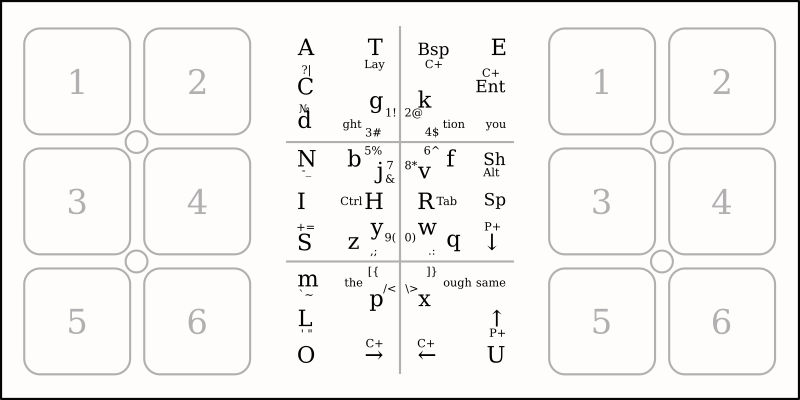 1 2 A T Bsp E 1 2
?| Lay C+ C+
C Ent
№ g 1! 2@ k
d ght 3# 4$ tion you
N b 5% 6^ f Sh
-_ j 7& 8* v Alt
3 4 I Ctrl H R Tab Sp 3 4
+= y w P+
S z 9( 0) q ↓
,; .:
m the [{ ]} ough same
`~ p /< \> x
5 6 L ↑ 5 6
' " C+ C+ P+
O → ← U